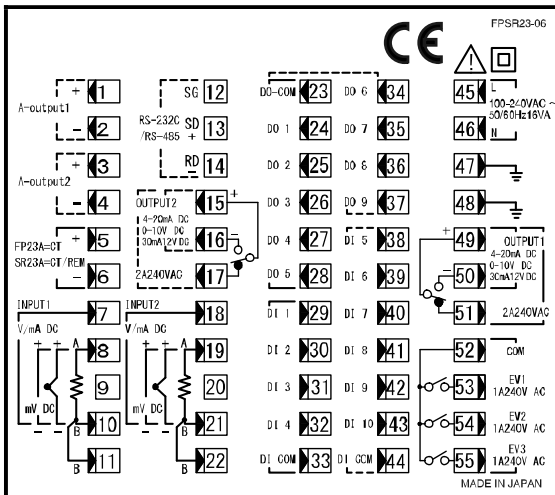 FPSR23-06
CE
A-output1
+ 1
- 2
A-output2
+ 3
- 4
FP23A=CT
SR23A=CT/REM
+ 5
- 6
INPUT1
V/mA DC
7
+ + A 8
9
mV DC
- - B 10
B 11
SG 12
RS-232C
/RS-485
SD + 13
RD - 14
OUTPUT2
4-20mA DC
0-10V DC
30mA12V DC
15 +
16 -
2A240VAC 17
INPUT2
V/mA DC
18
+ + A 19
20
mV DC
- - B 21
B 22
DO-COM 23
DO 1 24
DO 2 25
DO 3 26
DO 4 27
DO 5 28
DI 1 29
DI 2 30
DI 3 31
DI 4 32
DI COM 33
DO 6 34
DO 7 35
DO 8 36
DO 9 37
DI 5 38
DI 6 39
DI 7 40
DI 8 41
DI 9 42
DI 10 43
DI COM 44
45 L
100-240VAC ~
50/60Hz16VA
46 N
47
48
+ 49
- 50
51
OUTPUT1
4-20mA DC
0-10V DC
30mA12V DC
2A240VAC
52 COM
53 EV1
1A240V AC
54 EV2
1A240V AC
55 EV3
1A240V AC
MADE IN JAPAN